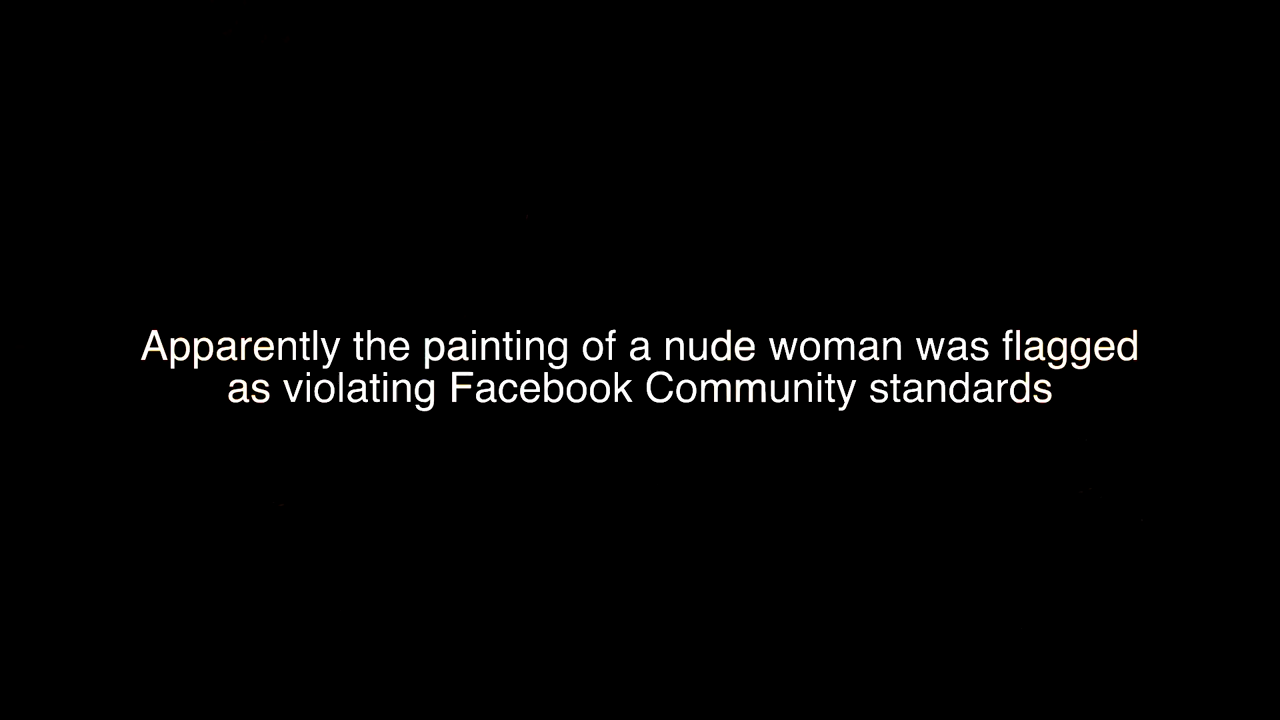 Apparently the painting of a nude woman was flagged
as violating Facebook Community standards